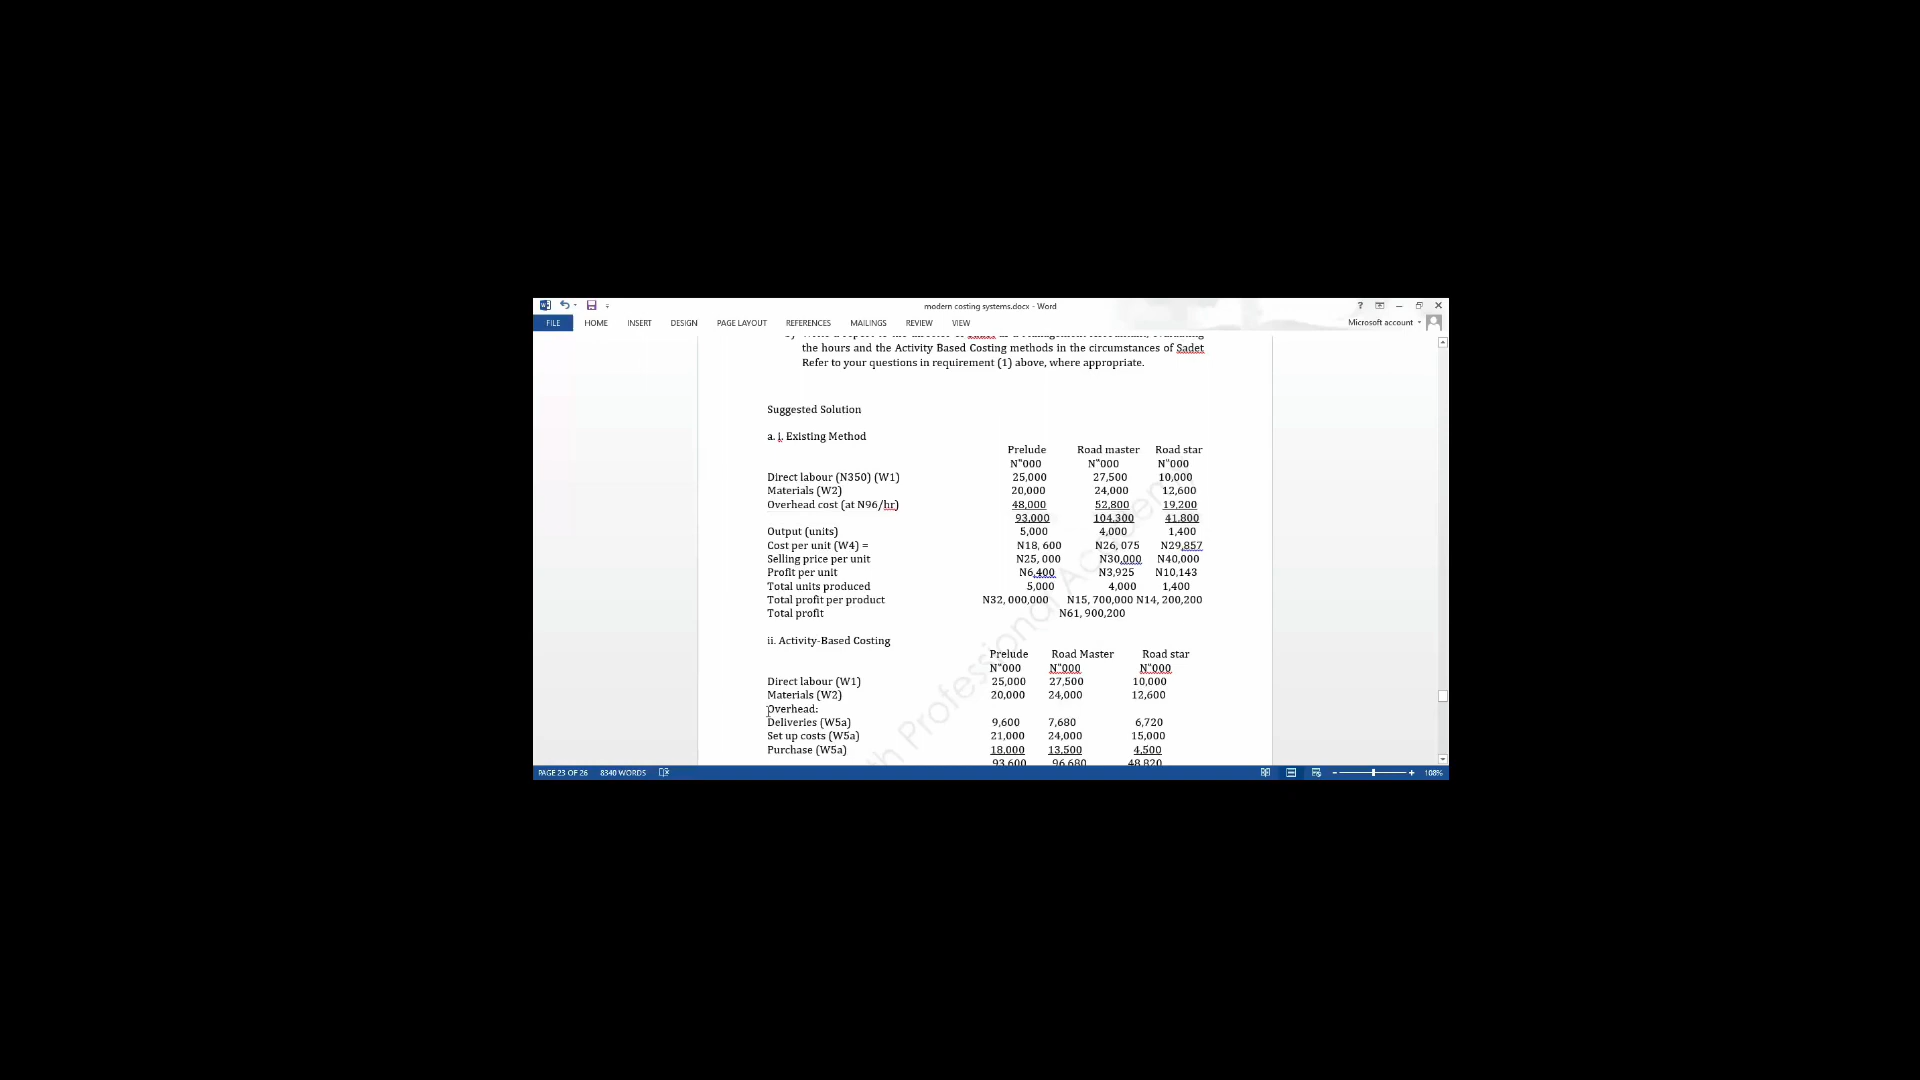 modern costing systems.docx - Word
FILE HOME INSERT DESIGN PAGE LAYOUT REFERENCES MAILINGS REVIEW VIEW Microsoft account
the hours and the Activity Based Costing methods in the circumstances of Sadet
Refer to your questions in requirement (1) above, where appropriate.
Suggested Solution
a. i. Existing Method
Prelude Road master Road star
N"000 N"000 N"000
Direct labour (N350) (W1) 25,000 27,500 10,000
Materials (W2) 20,000 24,000 12,600
Overhead cost (at N96/hr) 48,000 52,800 19,200
93,000 104,300 41,800
Output (units) 5,000 4,000 1,400
Cost per unit (W4) = N18, 600 N26, 075 N29,857
Selling price per unit N25, 000 N30,000 N40,000
Profit per unit N6,400 N3,925 N10,143
Total units produced 5,000 4,000 1,400
Total profit per product N32, 000,000 N15, 700,000 N14, 200,200
Total profit N61, 900,200
ii. Activity-Based Costing
Prelude Road Master Road star
N"000 N"000 N"000
Direct labour (W1) 25,000 27,500 10,000
Materials (W2) 20,000 24,000 12,600
Overhead:
Deliveries (W5a) 9,600 7,680 6,720
Set up costs (W5a) 21,000 24,000 15,000
Purchase (W5a) 18,000 13,500 4,500
93,600 96,680 48,820
Professional
PAGE 23 OF 26 8340 WORDS 108%